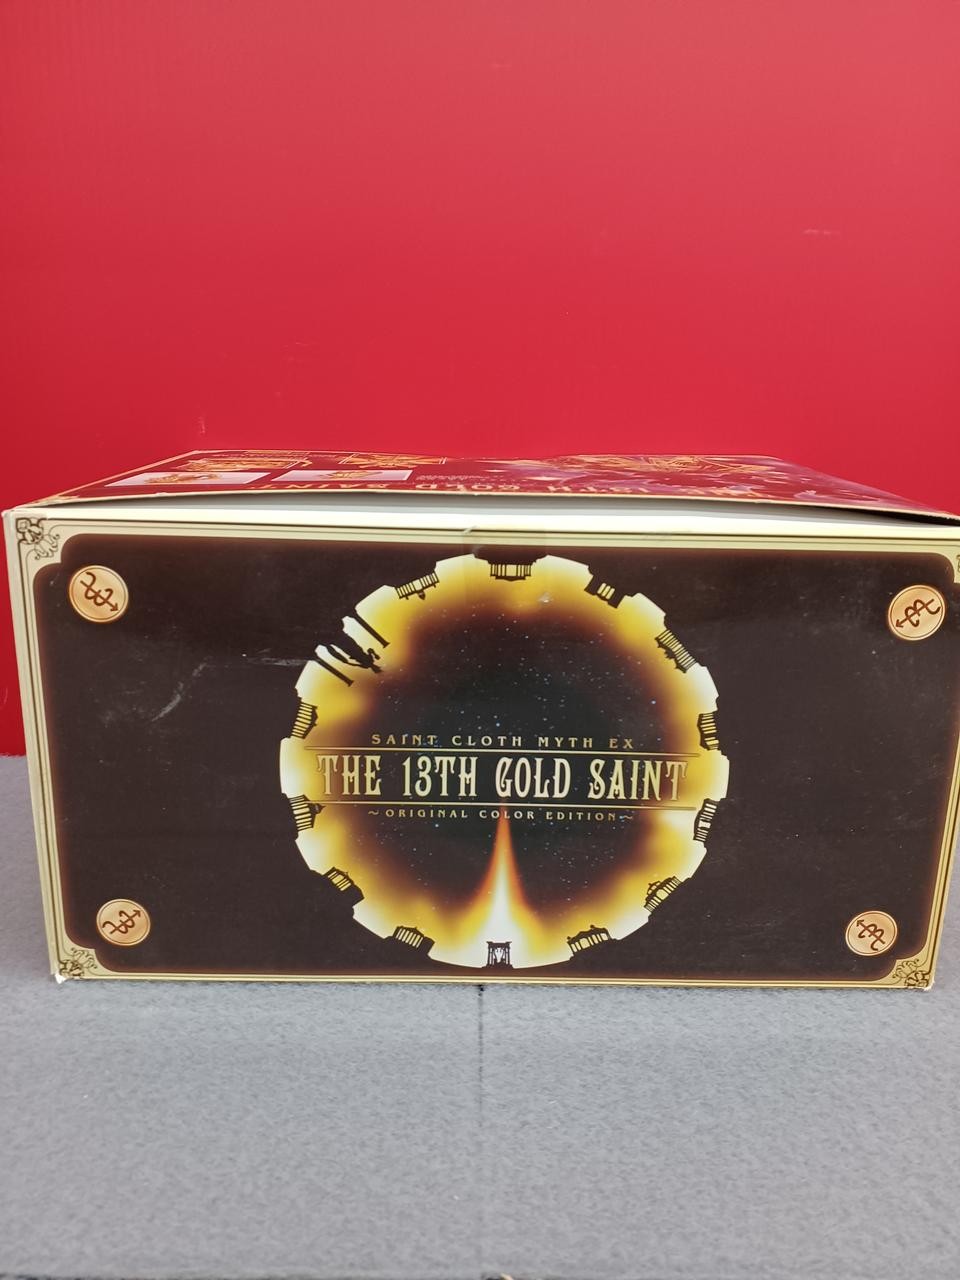 SAINT CLOTH MYTH EX
THE 13TH GOLD SAINT
~ORIGINAL COLOR EDITION~